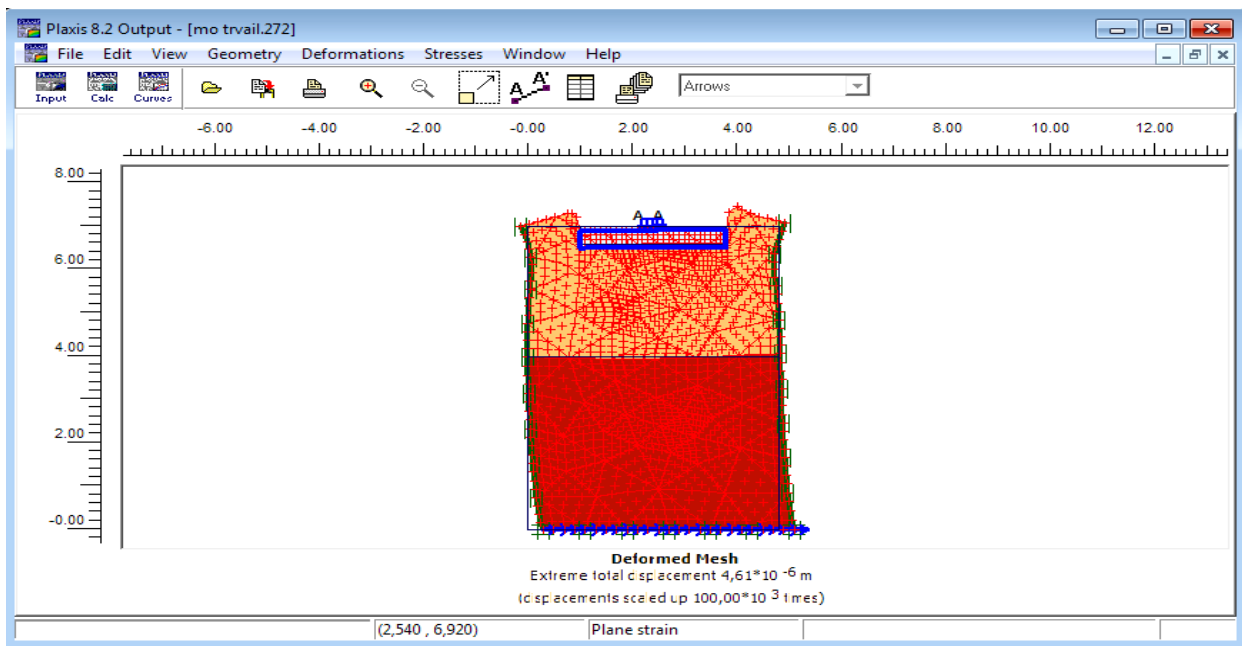 Plaxis 8.2 Output - [mo trvail.272]
File Edit View Geometry Deformations Stresses Window Help
Input Calc Curves Arrows
-6.00 -4.00 -2.00 -0.00 2.00 4.00 6.00 8.00 10.00 12.00
8.00
6.00
4.00
2.00
-0.00
A A
Deformed Mesh
Extreme total displacement 4,61*10 -6 m
(displacements scaled up 100,00*10 3 times)
(2,540 , 6,920) Plane strain